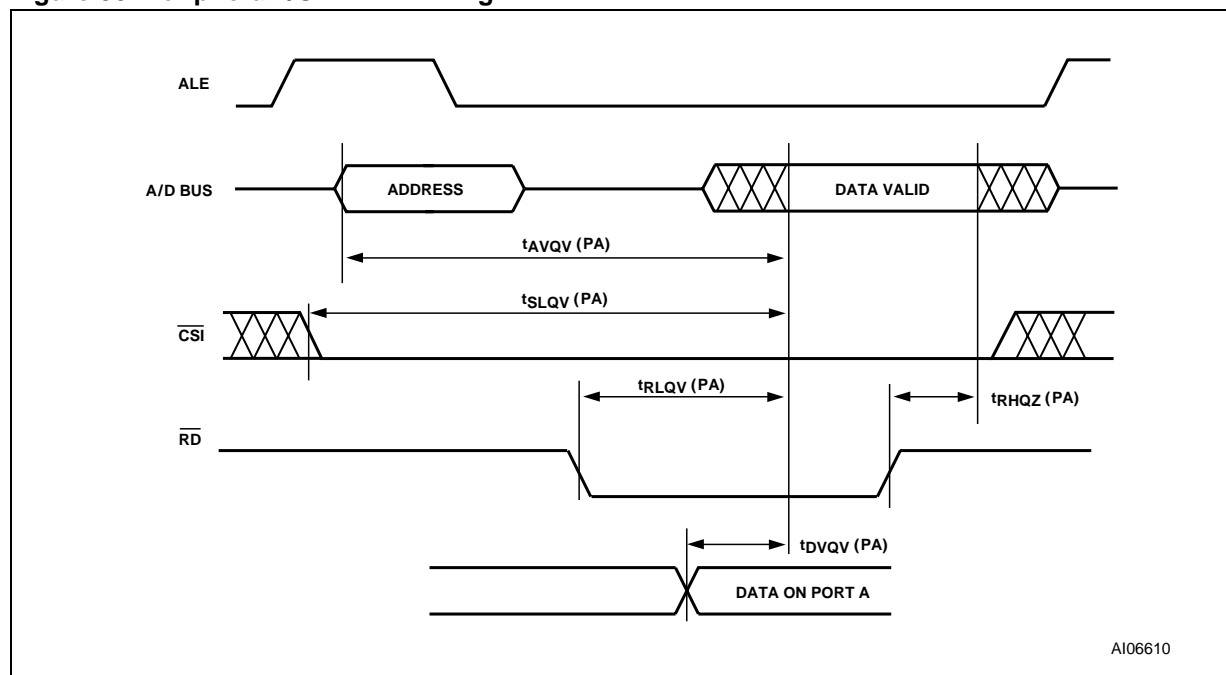 ALE
A/D BUS
ADDRESS
DATA VALID
tAVQV (PA)
tSLQV (PA)
CSI
tRLQV (PA)
tRHQZ (PA)
RD
tDVQV (PA)
DATA ON PORT A
AI06610